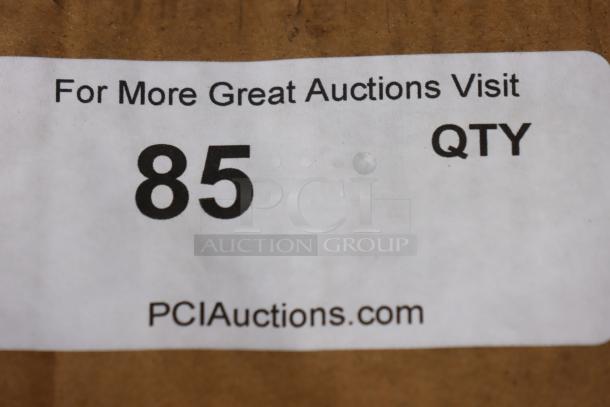 For More Great Auctions Visit
85
QTY
PCI
AUCTION GROUP
PCIAuctions.com